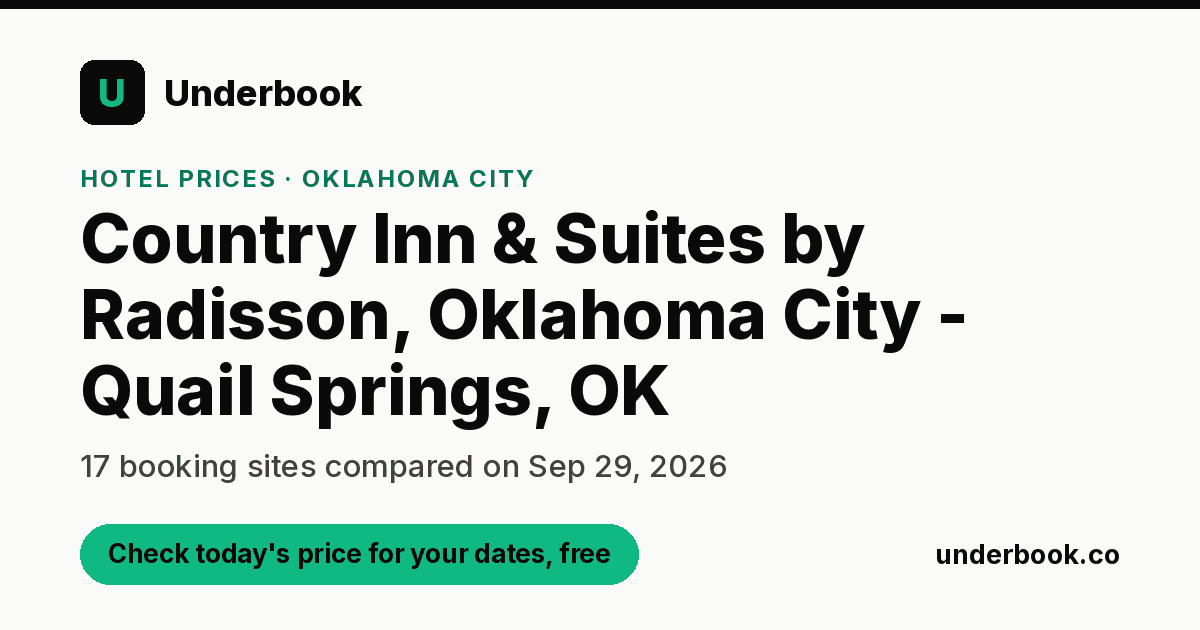 U Underbook
HOTEL PRICES · OKLAHOMA CITY
Country Inn & Suites by
Radisson, Oklahoma City -
Quail Springs, OK
17 booking sites compared on Sep 29, 2026
Check today's price for your dates, free
underbook.co